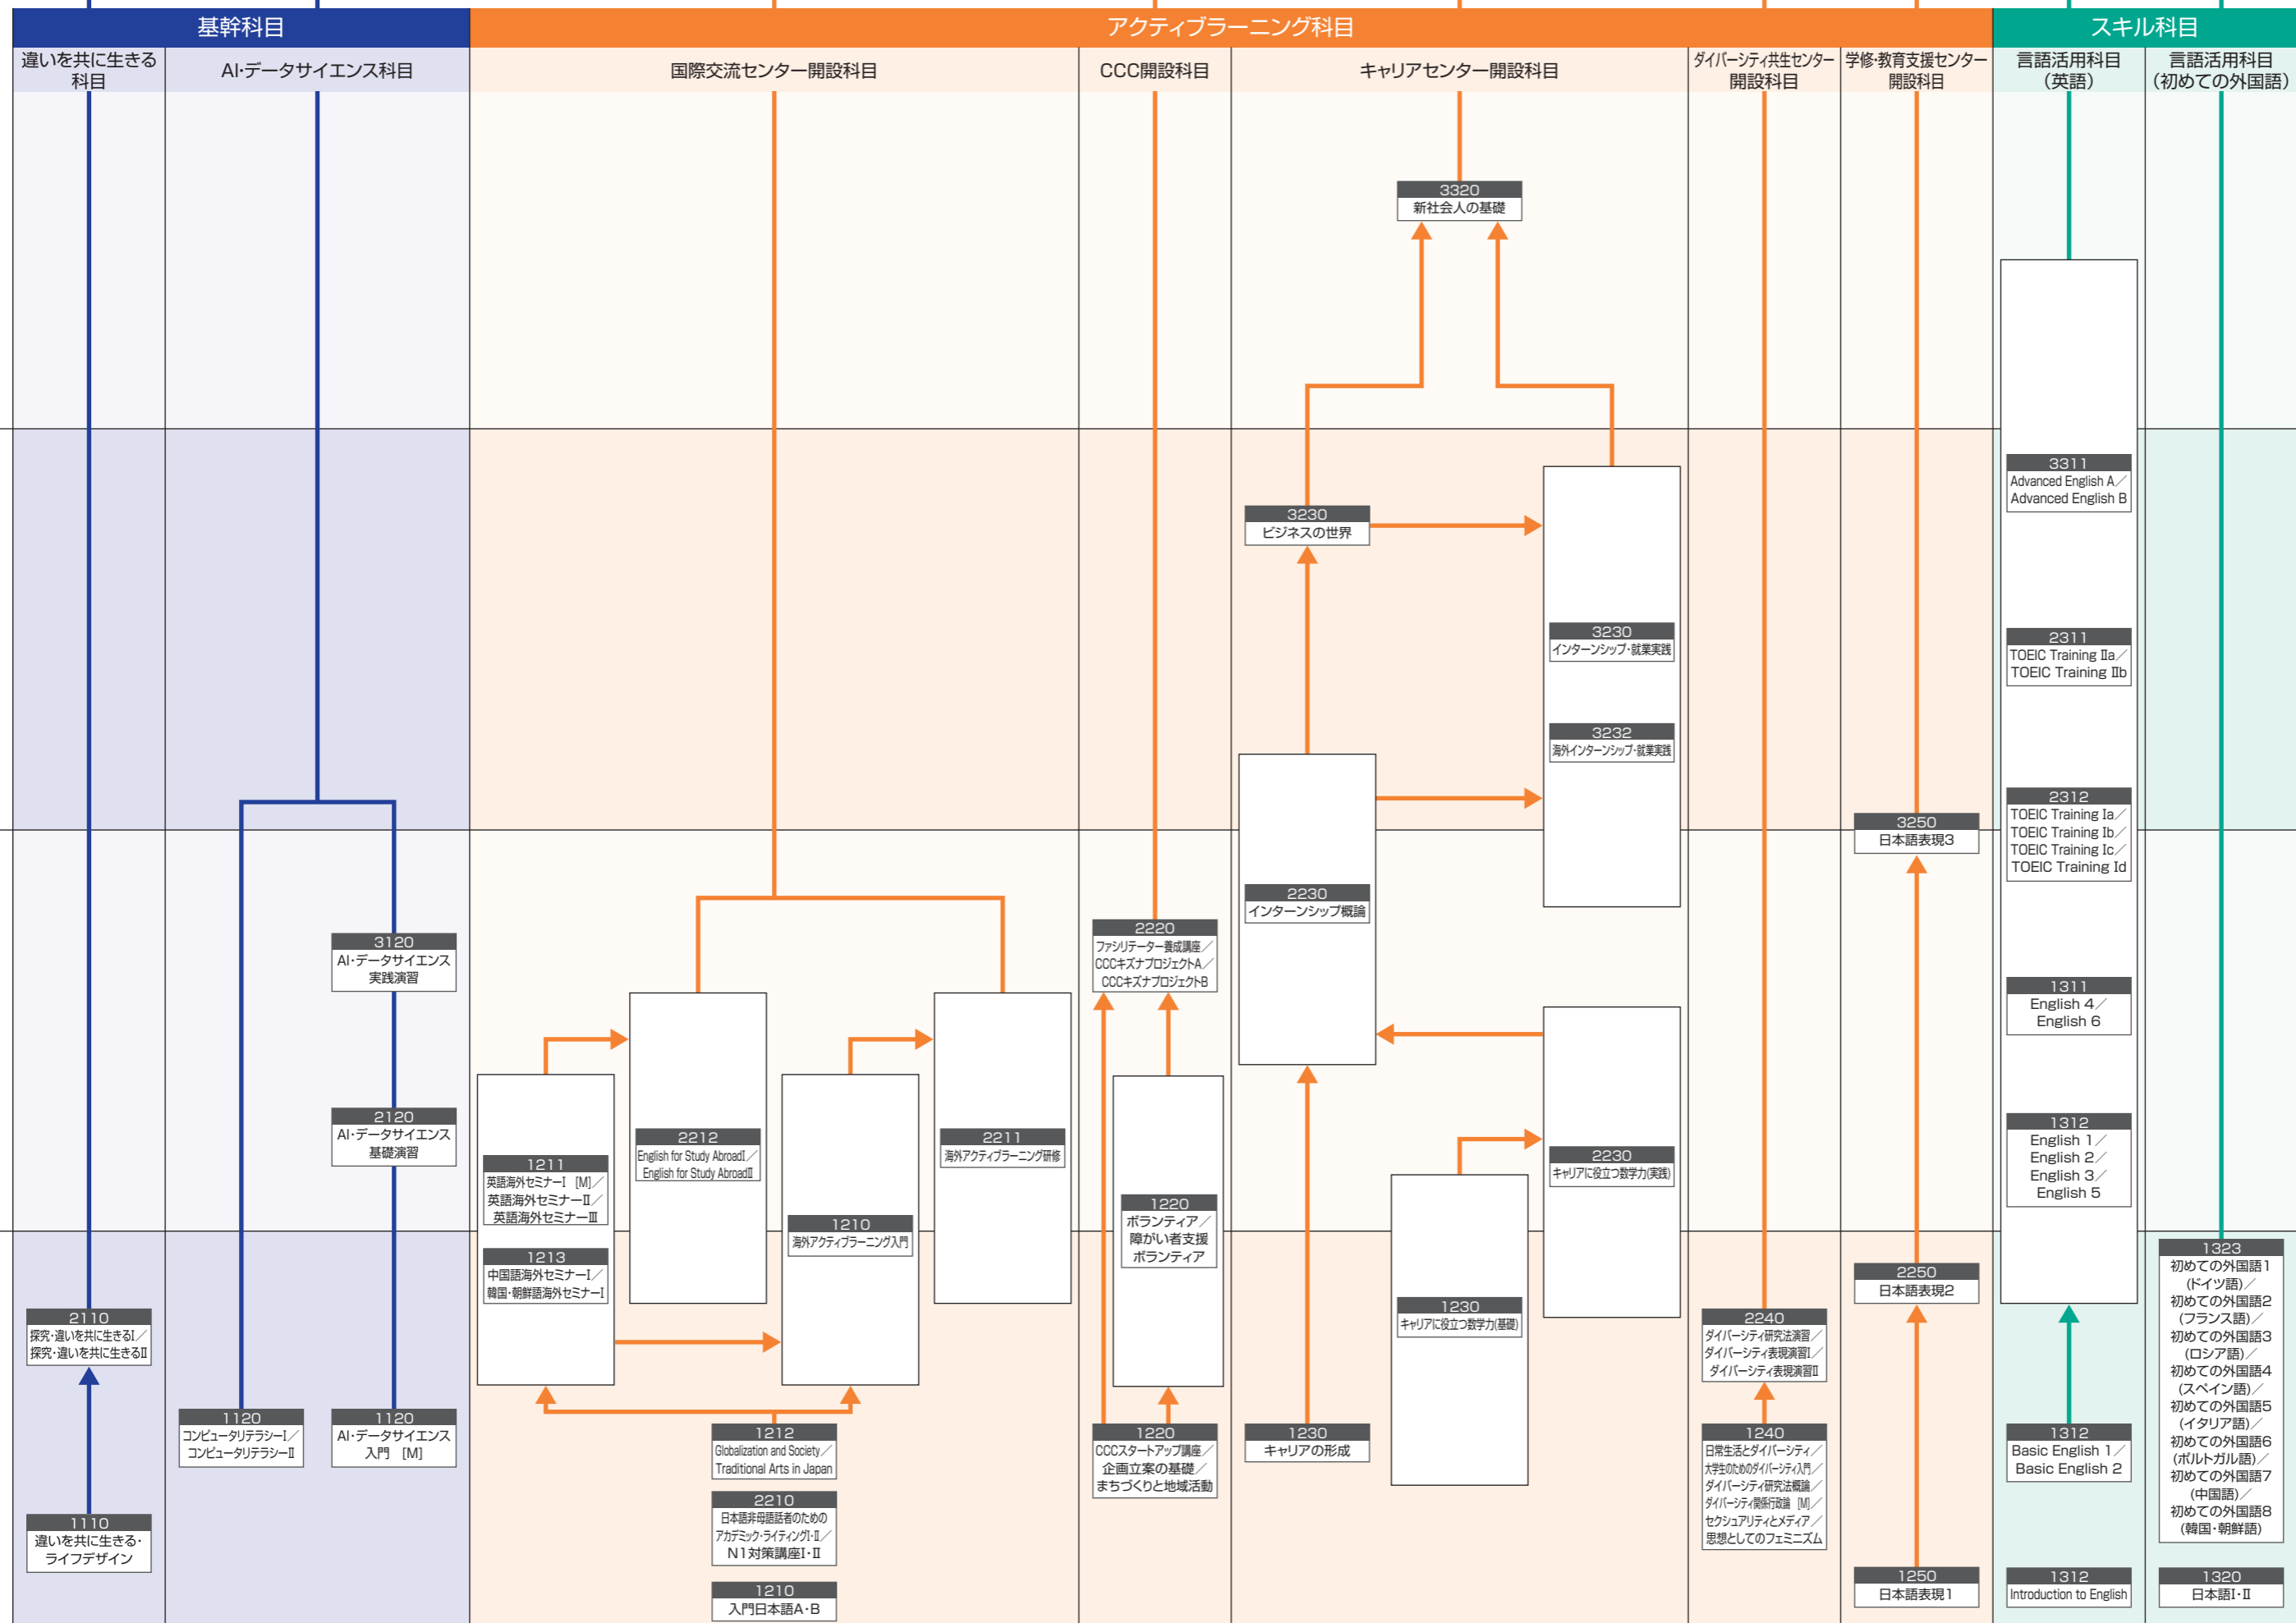 基幹科目
アクティブラーニング科目
スキル科目
違いを共に生きる
科目
AI・データサイエンス科目
国際交流センター開設科目
CCC開設科目
キャリアセンター開設科目
ダイバーシティ共生センター
開設科目
学修・教育支援センター
開設科目
言語活用科目
（英語）
言語活用科目
（初めての外国語）
2110
探究・違いを共に生きるⅠ／
探究・違いを共に生きるⅡ
1110
違いを共に生きる・
ライフデザイン
1120
コンピュータリテラシーⅠ／
コンピュータリテラシーⅡ
3120
AI・データサイエンス
実践演習
2120
AI・データサイエンス
基礎演習
1120
AI・データサイエンス
入門 [M]
1211
英語海外セミナーⅠ [M]／
英語海外セミナーⅡ／
英語海外セミナーⅢ
1213
中国語海外セミナーⅠ／
韓国・朝鮮語海外セミナーⅠ
2212
English for Study AbroadⅠ／
English for Study AbroadⅡ
1210
海外アクティブラーニング入門
2211
海外アクティブラーニング研修
1212
Globalization and Society／
Traditional Arts in Japan
2210
日本語非母語話者のための
アカデミック・ライティングⅠ・Ⅱ／
N1対策講座Ⅰ・Ⅱ
1210
入門日本語A・B
2220
ファシリテーター養成講座／
CCCキズナプロジェクトA／
CCCキズナプロジェクトB
1220
ボランティア／
障がい者支援
ボランティア
1220
CCCスタートアップ講座／
企画立案の基礎／
まちづくりと地域活動
3320
新社会人の基礎
3230
ビジネスの世界
3230
インターンシップ・就業実践
3232
海外インターンシップ・就業実践
2230
インターンシップ概論
2230
キャリアに役立つ数学力(実践)
1230
キャリアに役立つ数学力(基礎)
1230
キャリアの形成
2240
ダイバーシティ研究法演習／
ダイバーシティ表現演習Ⅰ／
ダイバーシティ表現演習Ⅱ
1240
日常生活とダイバーシティ／
大学生のためのダイバーシティ入門／
ダイバーシティ研究法概論／
ダイバーシティ関係行政論 [M]／
セクシュアリティとメディア／
思想としてのフェミニズム
3250
日本語表現3
2250
日本語表現2
1250
日本語表現1
3311
Advanced English A／
Advanced English B
2311
TOEIC Training Ⅱa／
TOEIC Training Ⅱb
2312
TOEIC Training Ⅰa／
TOEIC Training Ⅰb／
TOEIC Training Ⅰc／
TOEIC Training Ⅰd
1311
English 4／
English 6
1312
English 1／
English 2／
English 3／
English 5
1312
Basic English 1／
Basic English 2
1312
Introduction to English
1323
初めての外国語1
(ドイツ語)／
初めての外国語2
(フランス語)／
初めての外国語3
(ロシア語)／
初めての外国語4
(スペイン語)／
初めての外国語5
(イタリア語)／
初めての外国語6
(ポルトガル語)／
初めての外国語7
(中国語)／
初めての外国語8
(韓国・朝鮮語)
1320
日本語Ⅰ・Ⅱ